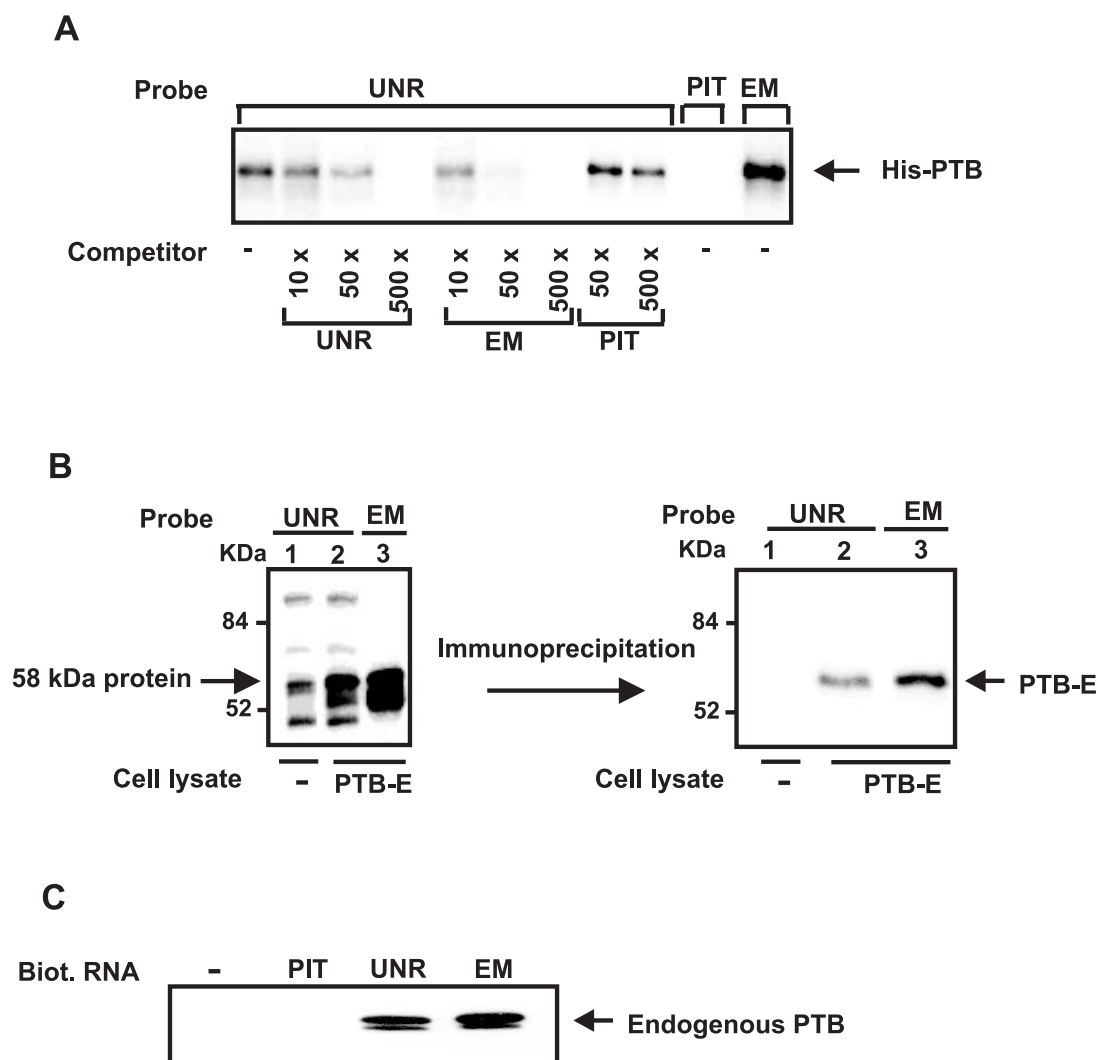 A
Probe UNR PIT EM
His-PTB
Competitor - 10 x 50 x 500 x 10 x 50 x 500 x 50 x 500 x - -
UNR EM PIT
B
Probe UNR EM
KDa 1 2 3
84
58 kDa protein
52
Cell lysate - PTB-E
Immunoprecipitation
Probe UNR EM
KDa 1 2 3
84
PTB-E
52
Cell lysate - PTB-E
C
Biot. RNA - PIT UNR EM
Endogenous PTB